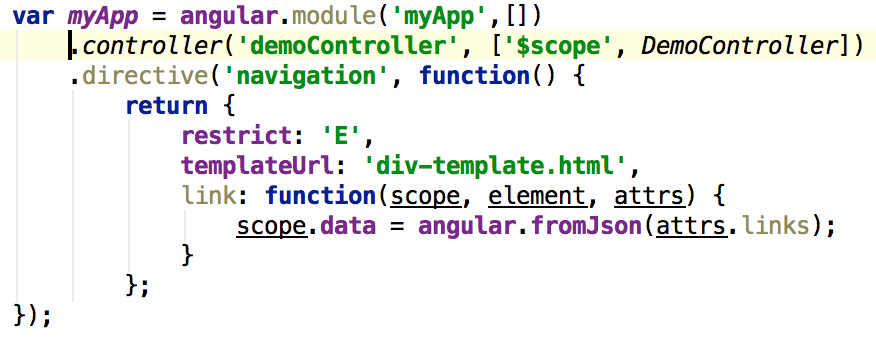 var myApp = angular.module('myApp',[])
    .controller('demoController', ['$scope', DemoController])
    .directive('navigation', function() {
        return {
            restrict: 'E',
            templateUrl: 'div-template.html',
            link: function(scope, element, attrs) {
                scope.data = angular.fromJson(attrs.links);
            }
        };
});